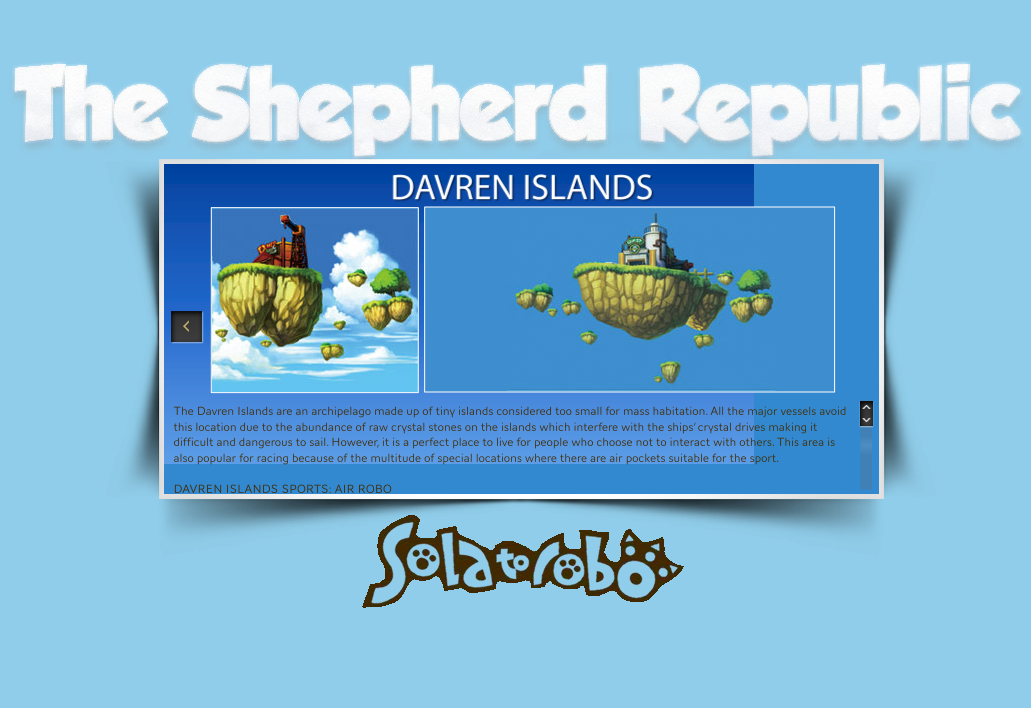 The Shepherd Republic
DAVREN ISLANDS
The Davren Islands are an archipelago made up of tiny islands considered too small for mass habitation. All the major vessels avoid
this location due to the abundance of raw crystal stones on the islands which interfere with the ships' crystal drives making it
difficult and dangerous to sail. However, it is a perfect place to live for people who choose not to interact with others. This area is
also popular for racing because of the multitude of special locations where there are air pockets suitable for the sport.
DAVREN ISLANDS SPORTS: AIR ROBO
Solatorobo